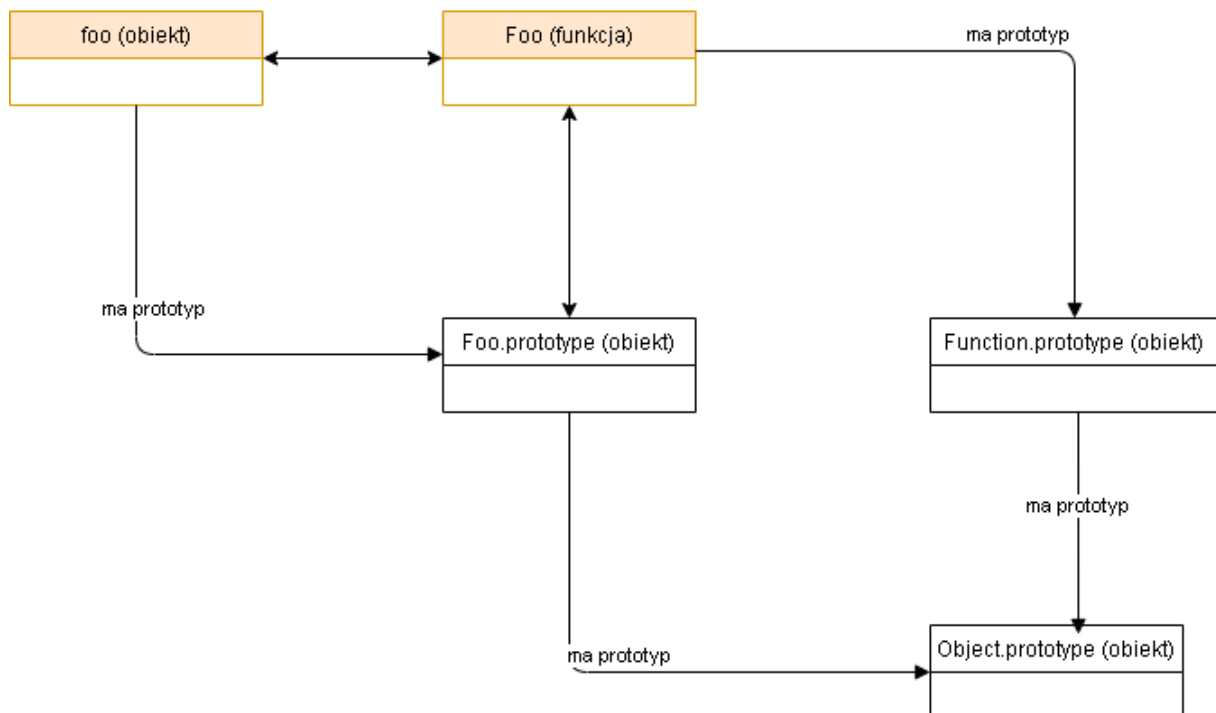 foo (obiekt)
Foo (funkcja)
ma prototyp
ma prototyp
Foo.prototype (obiekt)
Function.prototype (obiekt)
ma prototyp
ma prototyp
Object.prototype (obiekt)